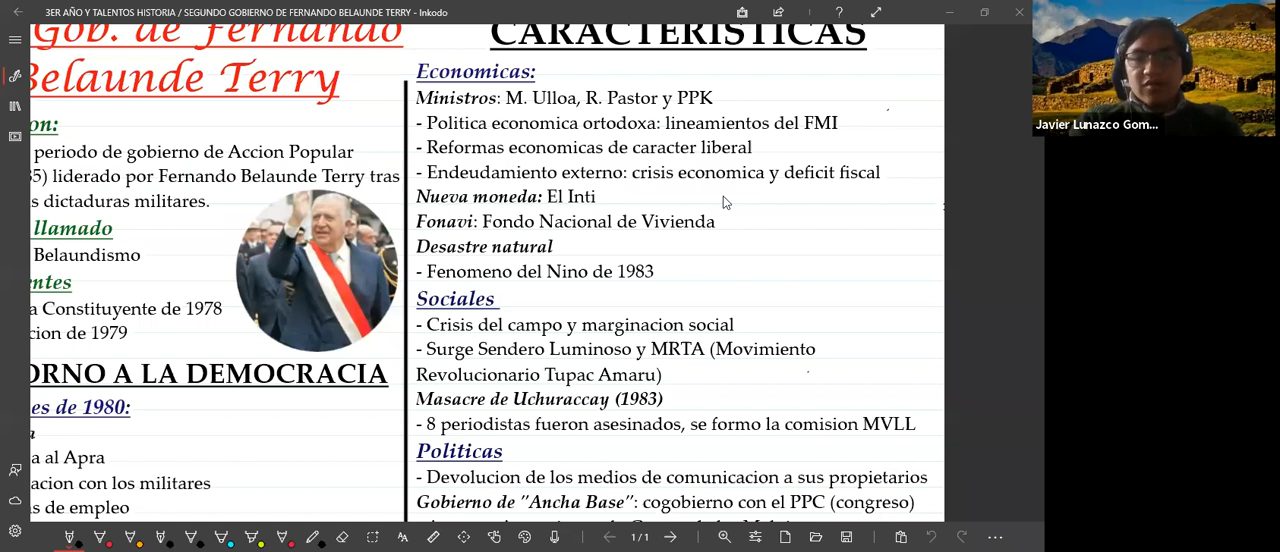 3ER AÑO Y TALENTOS HISTORIA / SEGUNDO GOBIERNO DE FERNANDO BELAUNDE TERRY - Inkodo
Gob. de Fernando
Belaunde Terry
on:
periodo de gobierno de Accion Popular
35) liderado por Fernando Belaunde Terry tras
s dictaduras militares.
llamado
Belaundismo
entes
a Constituyente de 1978
cion de 1979
ORNO A LA DEMOCRACIA
es de 1980:
a
a al Apra
acion con los militares
s de empleo
CARACTERISTICAS
Economicas:
Ministros: M. Ulloa, R. Pastor y PPK
- Politica economica ortodoxa: lineamientos del FMI
- Reformas economicas de caracter liberal
- Endeudamiento externo: crisis economica y deficit fiscal
Nueva moneda: El Inti
Fonavi: Fondo Nacional de Vivienda
Desastre natural
- Fenomeno del Nino de 1983
Sociales
- Crisis del campo y marginacion social
- Surge Sendero Luminoso y MRTA (Movimiento
Revolucionario Tupac Amaru)
Masacre de Uchuraccay (1983)
- 8 periodistas fueron asesinados, se formo la comision MVLL
Politicas
- Devolucion de los medios de comunicacion a sus propietarios
Gobierno de "Ancha Base": cogobierno con el PPC (congreso)
Javier Lunazco Gom...
1/1